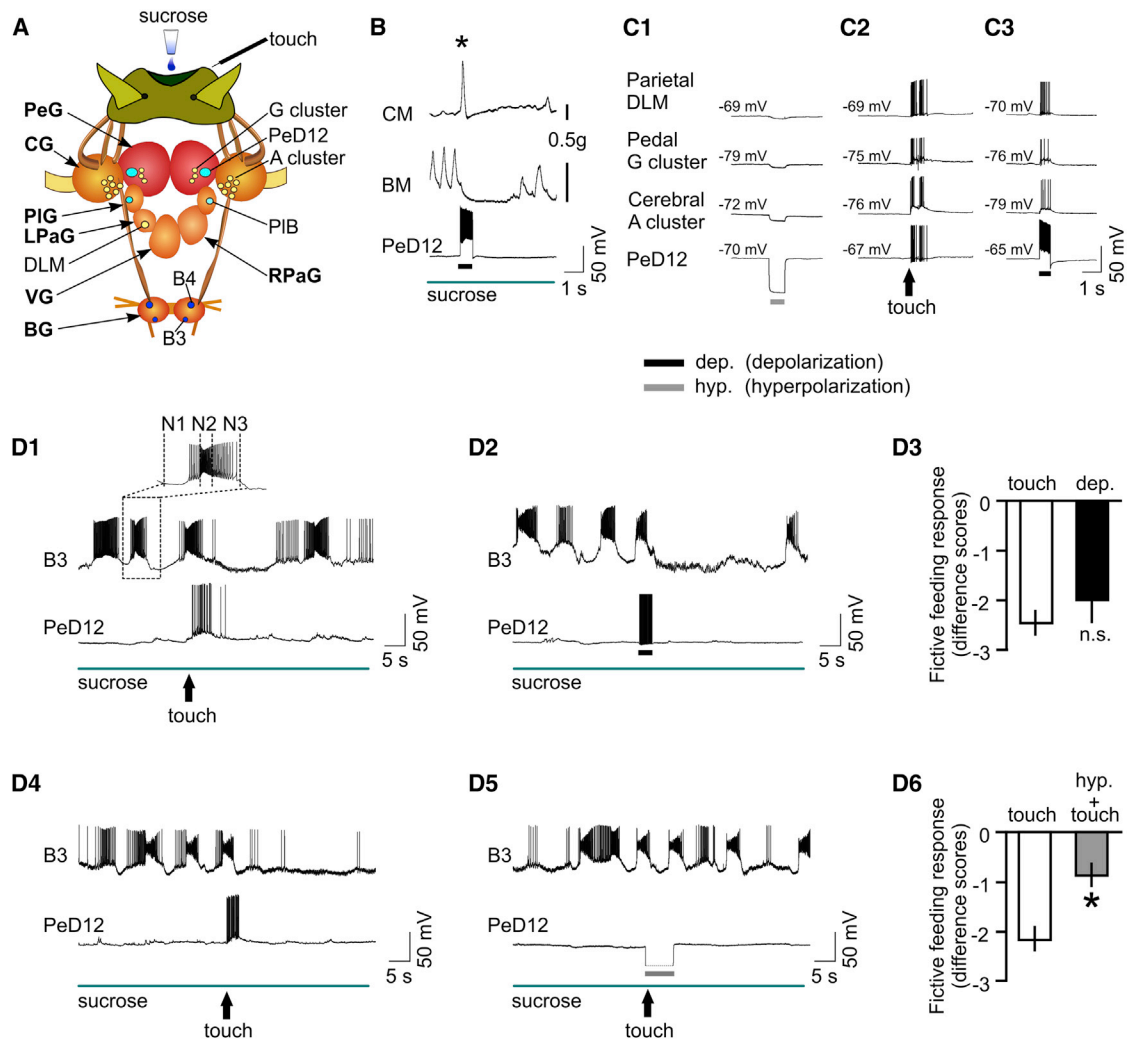 A
sucrose
touch
PeG
CG
G cluster
PeD12
A cluster
PlG
LPaG
DLM
VG
BG
PlB
RPaG
B4
B3
B
*
CM
0.5g
BM
PeD12
50 mV
1 s
sucrose
C1
C2
C3
Parietal
DLM
-69 mV
-69 mV
-70 mV
Pedal
G cluster
-79 mV
-75 mV
-76 mV
Cerebral
A cluster
-72 mV
-76 mV
-79 mV
PeD12
-70 mV
-67 mV
-65 mV
touch
50 mV
1 s
dep. (depolarization)
hyp. (hyperpolarization)
D1
N1 N2 N3
B3
PeD12
50 mV
5 s
sucrose
touch
D2
B3
PeD12
50 mV
5 s
sucrose
D3
touch
dep.
0
-1
-2
-3
n.s.
Fictive feeding response
(difference scores)
D4
B3
PeD12
50 mV
5 s
sucrose
touch
D5
B3
PeD12
50 mV
5 s
sucrose
touch
D6
touch
hyp.
+
touch
0
-1
-2
-3
*
Fictive feeding response
(difference scores)